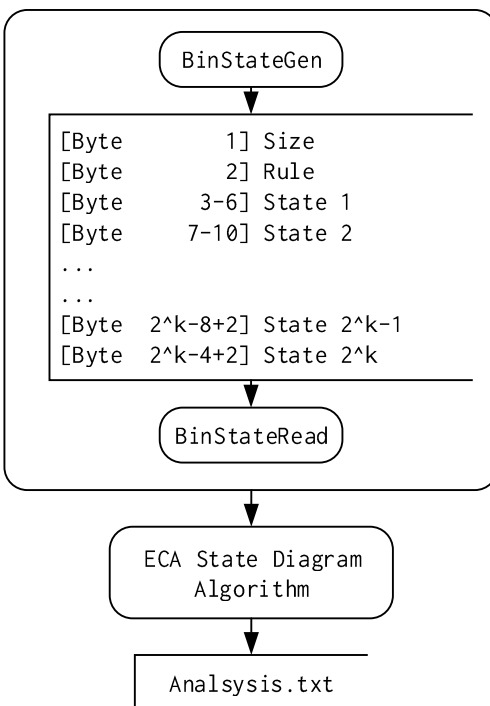 BinStateGen
[Byte        1] Size
[Byte        2] Rule
[Byte      3-6] State 1
[Byte     7-10] State 2
...
...
[Byte  2^k-8+2] State 2^k-1
[Byte  2^k-4+2] State 2^k
BinStateRead
ECA State Diagram
Algorithm
Analsysis.txt